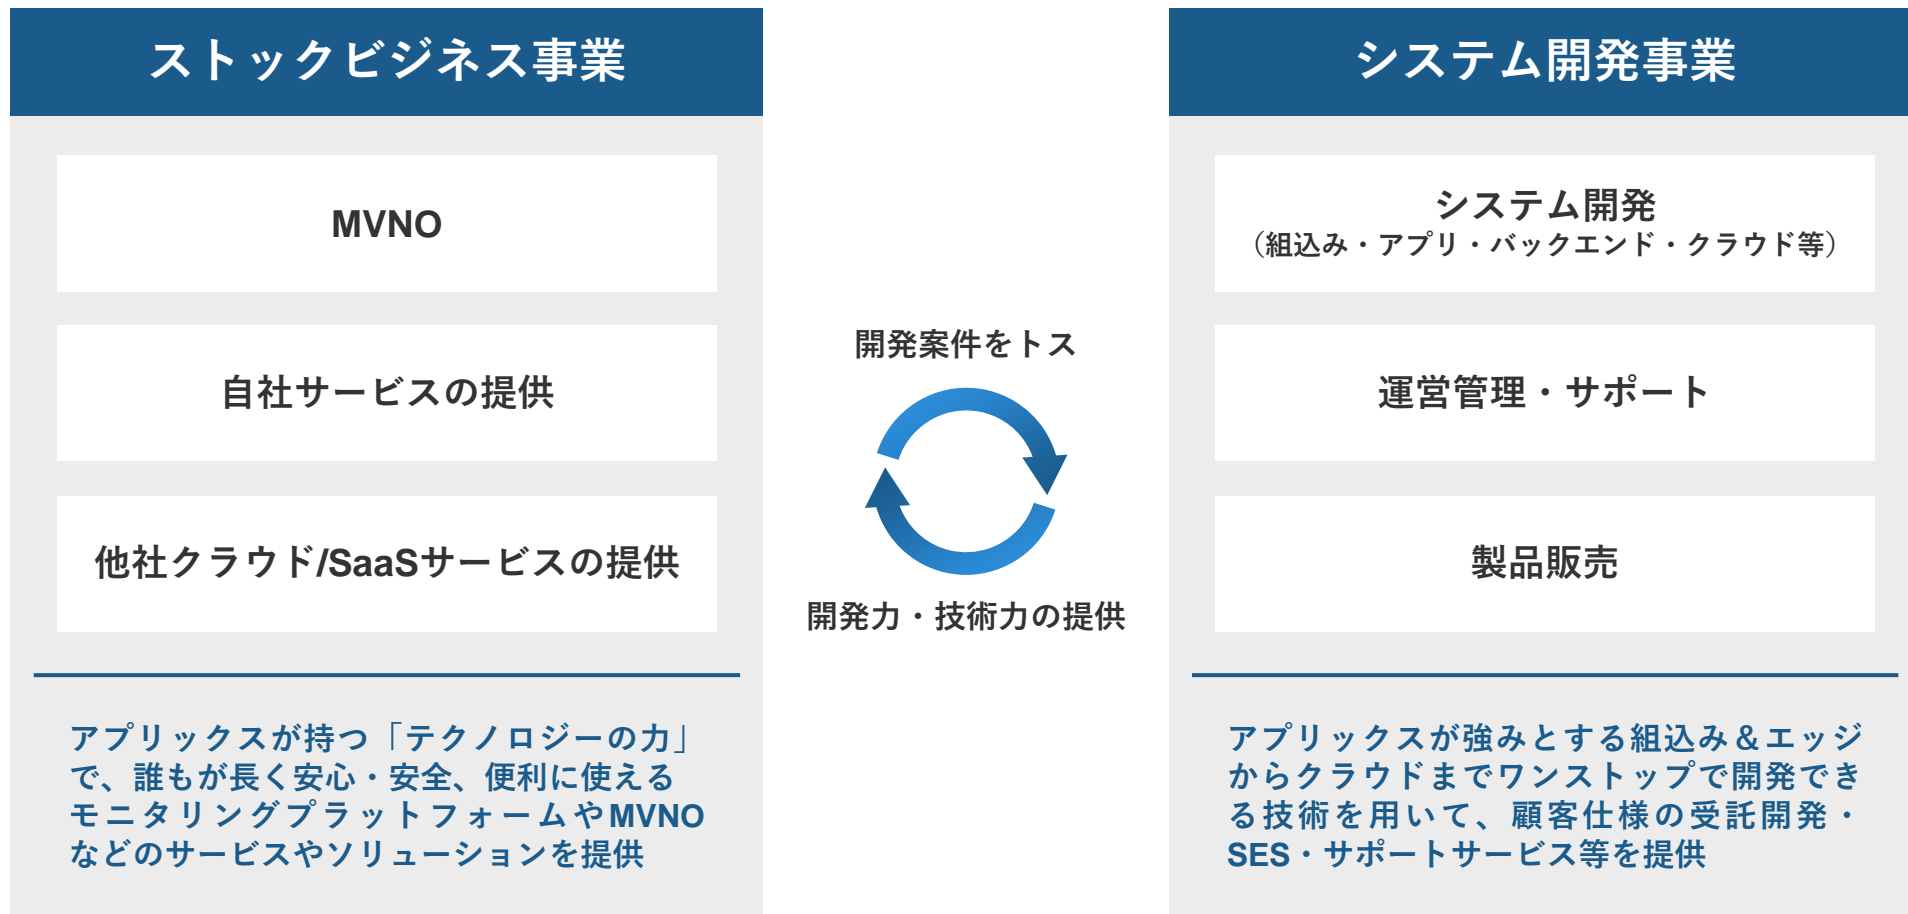 ストックビジネス事業
MVNO
自社サービスの提供
他社クラウド/SaaSサービスの提供
アプリックスが持つ「テクノロジーの力」
で、誰もが長く安心・安全、便利に使える
モニタリングプラットフォームやMVNO
などのサービスやソリューションを提供
開発案件をトス
開発力・技術力の提供
システム開発事業
システム開発
（組込み・アプリ・バックエンド・クラウド等）
運営管理・サポート
製品販売
アプリックスが強みとする組込み＆エッジ
からクラウドまでワンストップで開発でき
る技術を用いて、顧客仕様の受託開発・
SES・サポートサービス等を提供